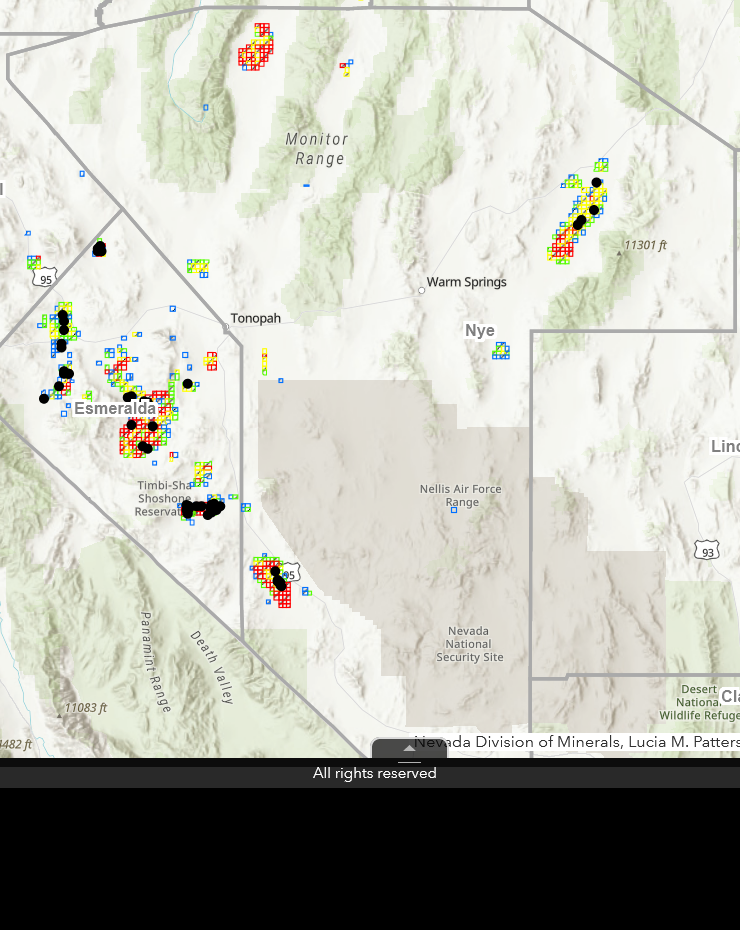 Monitor
Range
11301 ft
l
95
Warm Springs
Tonopah
Nye
Esmeralda
Linc
Timbi-Sha
Shoshone
Reservat
Nellis Air Force
Range
93
95
Panamint Range
Death Valley
Nevada
National
Security Site
11083 ft
Desert
National
Wildlife Refuge
Cla
3482 ft
Nevada Division of Minerals, Lucia M. Patters
All rights reserved